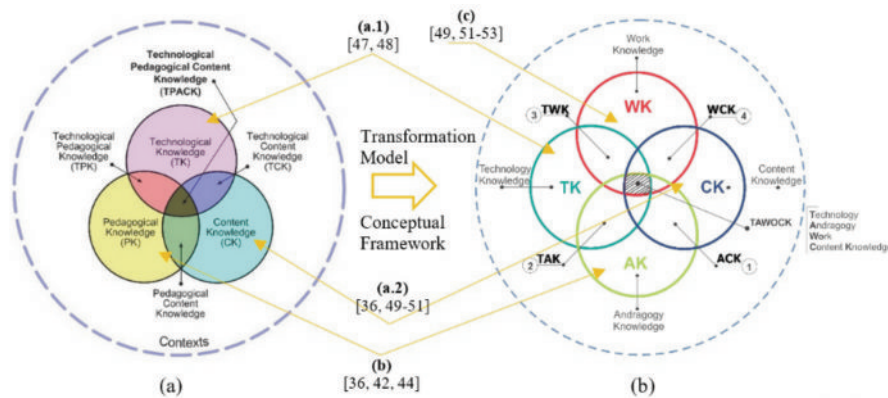 (a.1)
[47, 48]
(c)
[49, 51-53]
Technological
Pedagogical Content
Knowledge
(TPACK)
Technological
Pedagogical
Knowledge
(TPK)
Technological
Knowledge
(TK)
Technological
Content
Knowledge
(TCK)
Pedagogical
Knowledge
(PK)
Content
Knowledge
(CK)
Pedagogical
Content
Knowledge
Contexts
(a)
Transformation
Model
Conceptual
Framework
(a.2)
[36, 49-51]
(b)
[36, 42, 44]
Work
Knowledge
WK
3 TWK
WCK 4
Technology
Knowledge
TK
CK
Content
Knowledge
TAWOCK
Technology
Andragogy
Work
Content Knowledge
2 TAK
ACK 1
AK
Andragogy
Knowledge
(b)